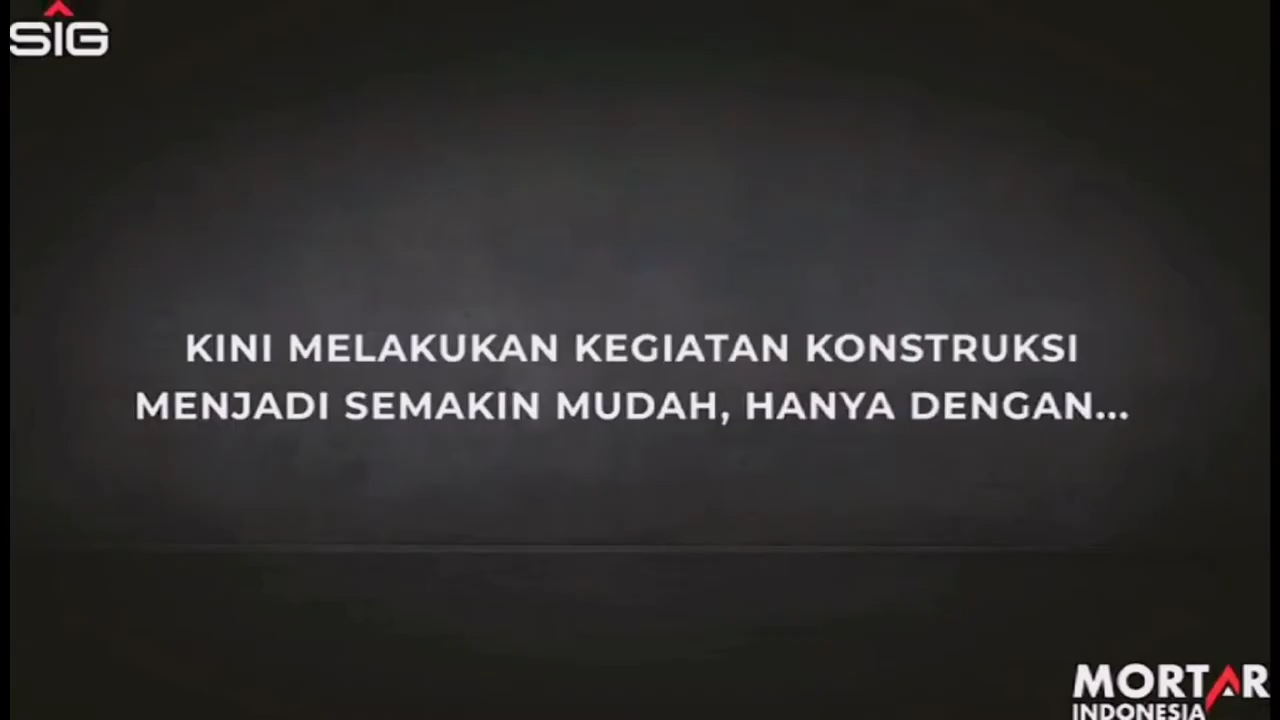 SIG
KINI MELAKUKAN KEGIATAN KONSTRUKSI
MENJADI SEMAKIN MUDAH, HANYA DENGAN...
MORTAR
INDONESIA